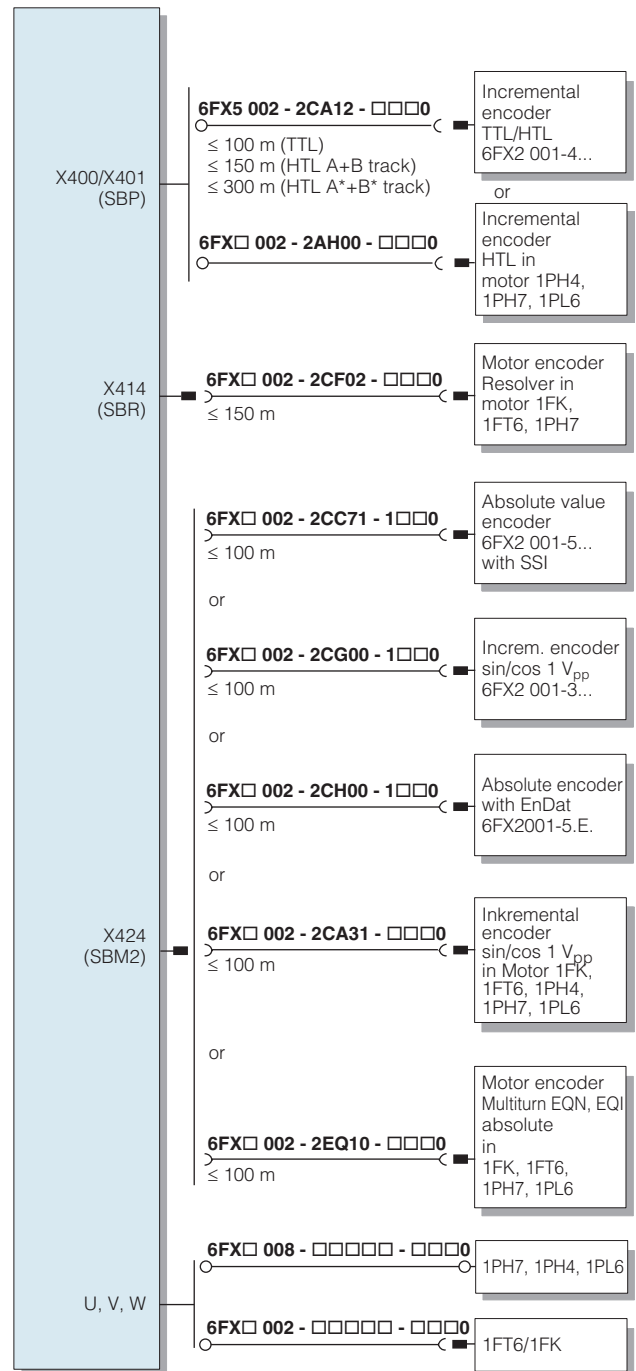 6FX5 002 - 2CA12 - □□□0
≤ 100 m (TTL)
≤ 150 m (HTL A+B track)
≤ 300 m (HTL A*+B* track)
Incremental
encoder
TTL/HTL
6FX2 001-4...
X400/X401
(SBP)
or
6FX□ 002 - 2AH00 - □□□0
Incremental
encoder
HTL in
motor 1PH4,
1PH7, 1PL6
X414
(SBR)
6FX□ 002 - 2CF02 - □□□0
≤ 150 m
Motor encoder
Resolver in
motor 1FK,
1FT6, 1PH7
6FX□ 002 - 2CC71 - 1□□0
≤ 100 m
Absolute value
encoder
6FX2 001-5...
with SSI
or
6FX□ 002 - 2CG00 - 1□□0
≤ 100 m
Increm. encoder
sin/cos 1 Vpp
6FX2 001-3...
or
6FX□ 002 - 2CH00 - 1□□0
≤ 100 m
Absolute encoder
with EnDat
6FX2001-5.E.
or
X424
(SBM2)
6FX□ 002 - 2CA31 - □□□0
≤ 100 m
Inkremental
encoder
sin/cos 1 Vpp
in Motor 1FK,
1FT6, 1PH4,
1PH7, 1PL6
or
6FX□ 002 - 2EQ10 - □□□0
≤ 100 m
Motor encoder
Multiturn EQN, EQI
absolute
in
1FK, 1FT6,
1PH7, 1PL6
U, V, W
6FX□ 008 - □□□□□ - □□□0
1PH7, 1PH4, 1PL6
6FX□ 002 - □□□□□ - □□□0
1FT6/1FK